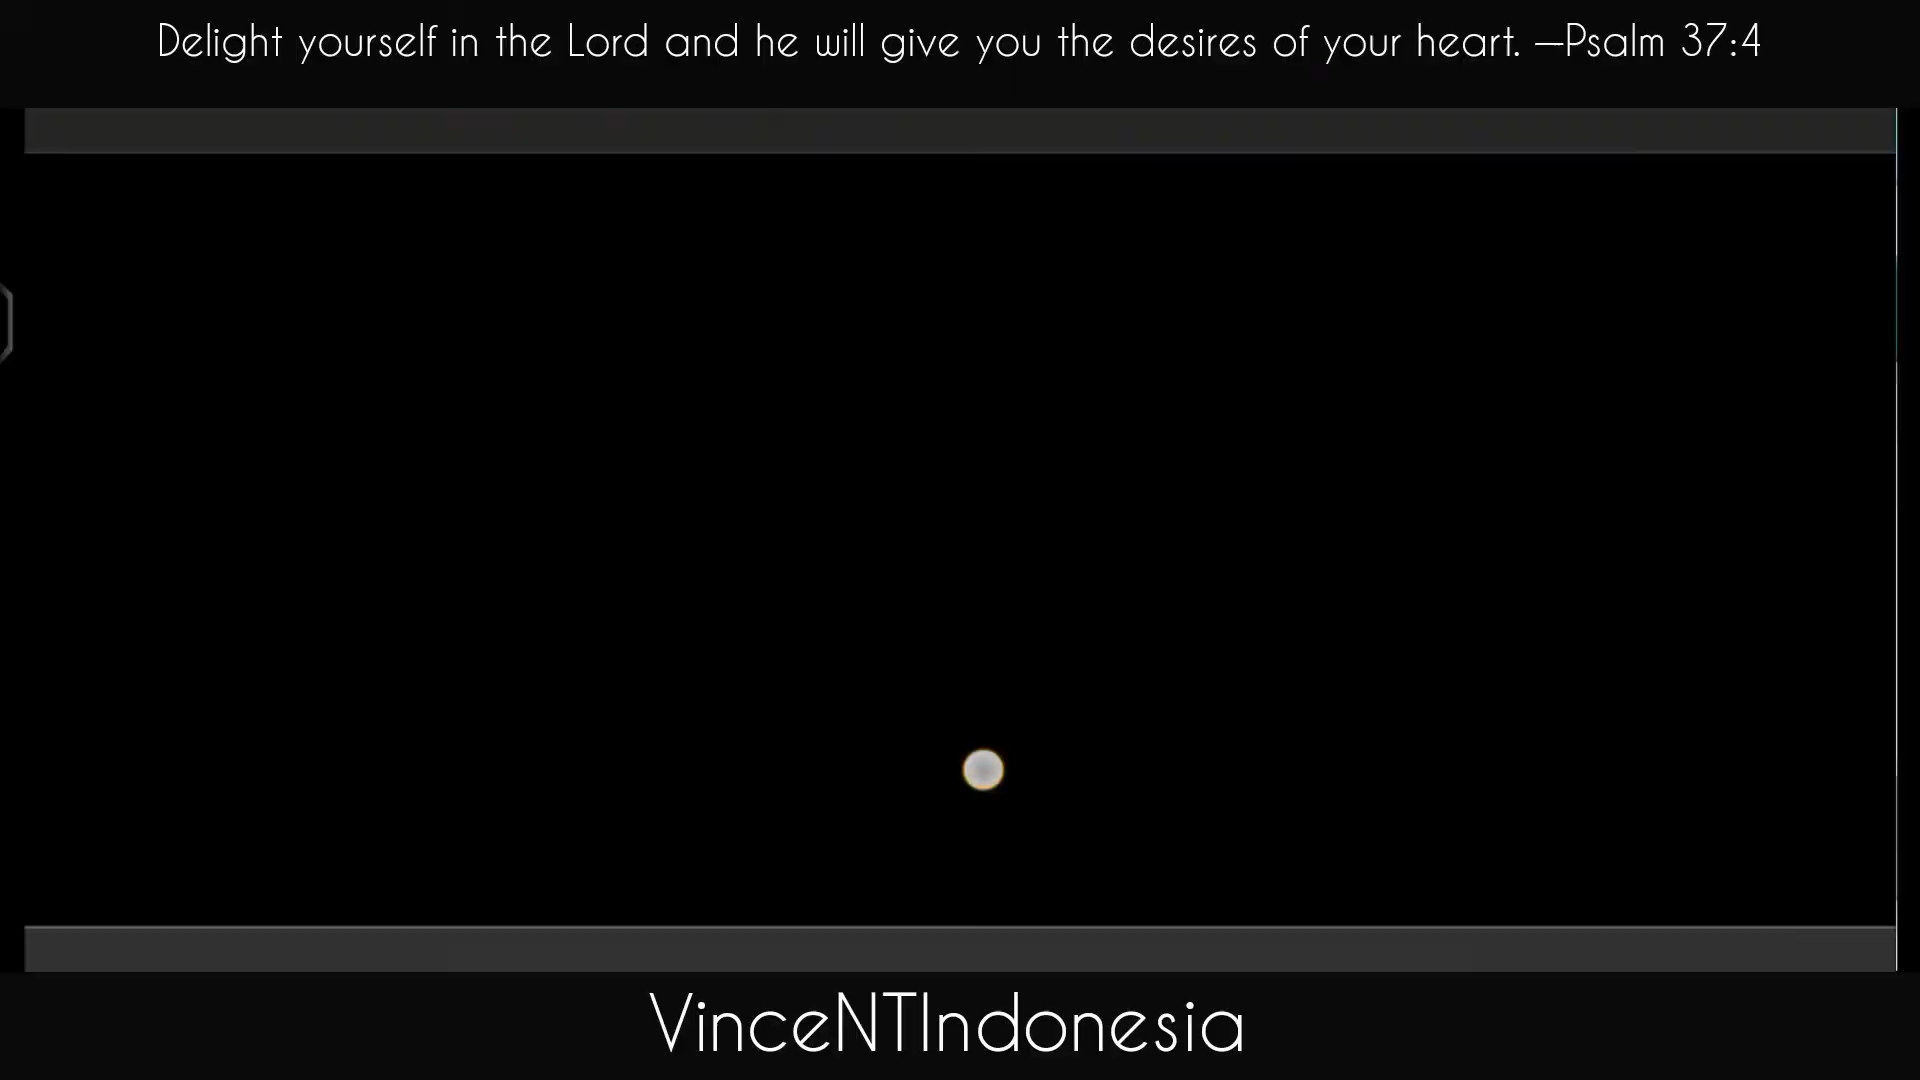 Delight yourself in the Lord and he will give you the desires of your heart. —Psalm 37:4
VinceNTIndonesia